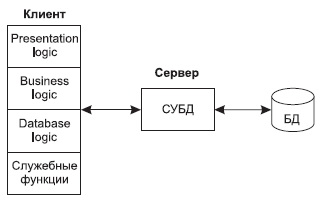 Клиент
Presentation
logic
Business
logic
Database
logic
Служебные
функции
Сервер
СУБД
БД